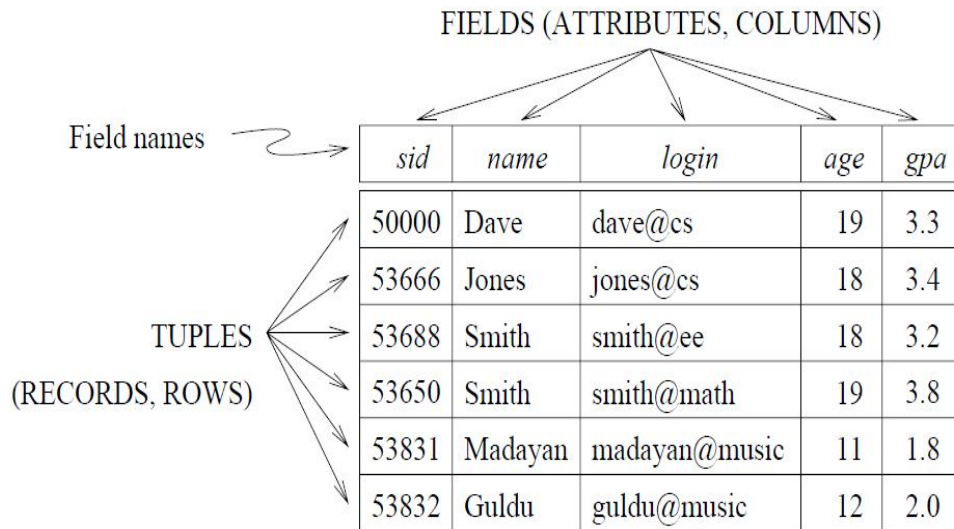 FIELDS (ATTRIBUTES, COLUMNS)
Field names
sid name login age gpa
50000 Dave dave@cs 19 3.3
53666 Jones jones@cs 18 3.4
TUPLES
53688 Smith smith@ee 18 3.2
(RECORDS, ROWS)
53650 Smith smith@math 19 3.8
53831 Madayan madayan@music 11 1.8
53832 Guldu guldu@music 12 2.0